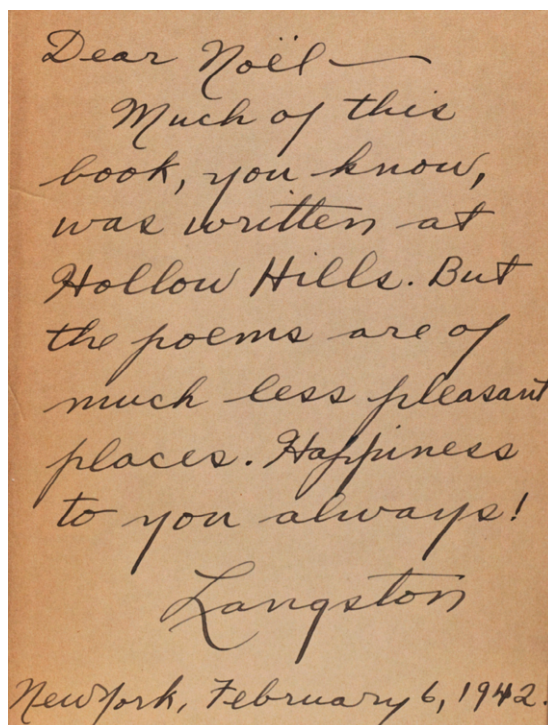 Dear Noël—
Much of this
book, you know,
was written at
Hollow Hills. But
the poems are of
much less pleasant
places. Happiness
to you always!
Langston
New York, February 6, 1942.